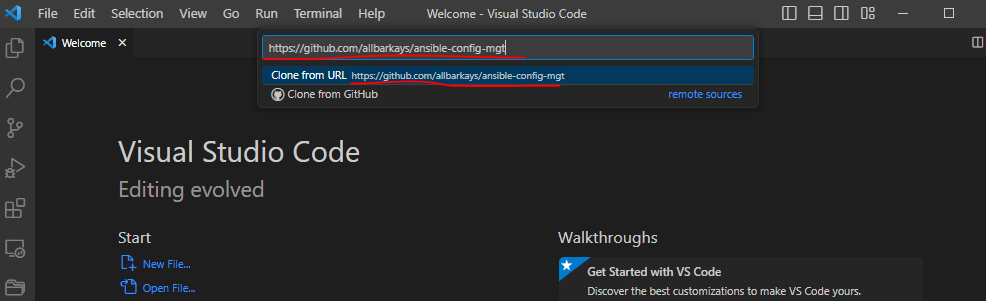 File Edit Selection View Go Run Terminal Help Welcome - Visual Studio Code
Welcome
https://github.com/allbarkays/ansible-config-mgt
Clone from URL https://github.com/allbarkays/ansible-config-mgt
Clone from GitHub remote sources
Visual Studio Code
Editing evolved
Start
New File...
Open File...
Walkthroughs
Get Started with VS Code
Discover the best customizations to make VS Code yours.